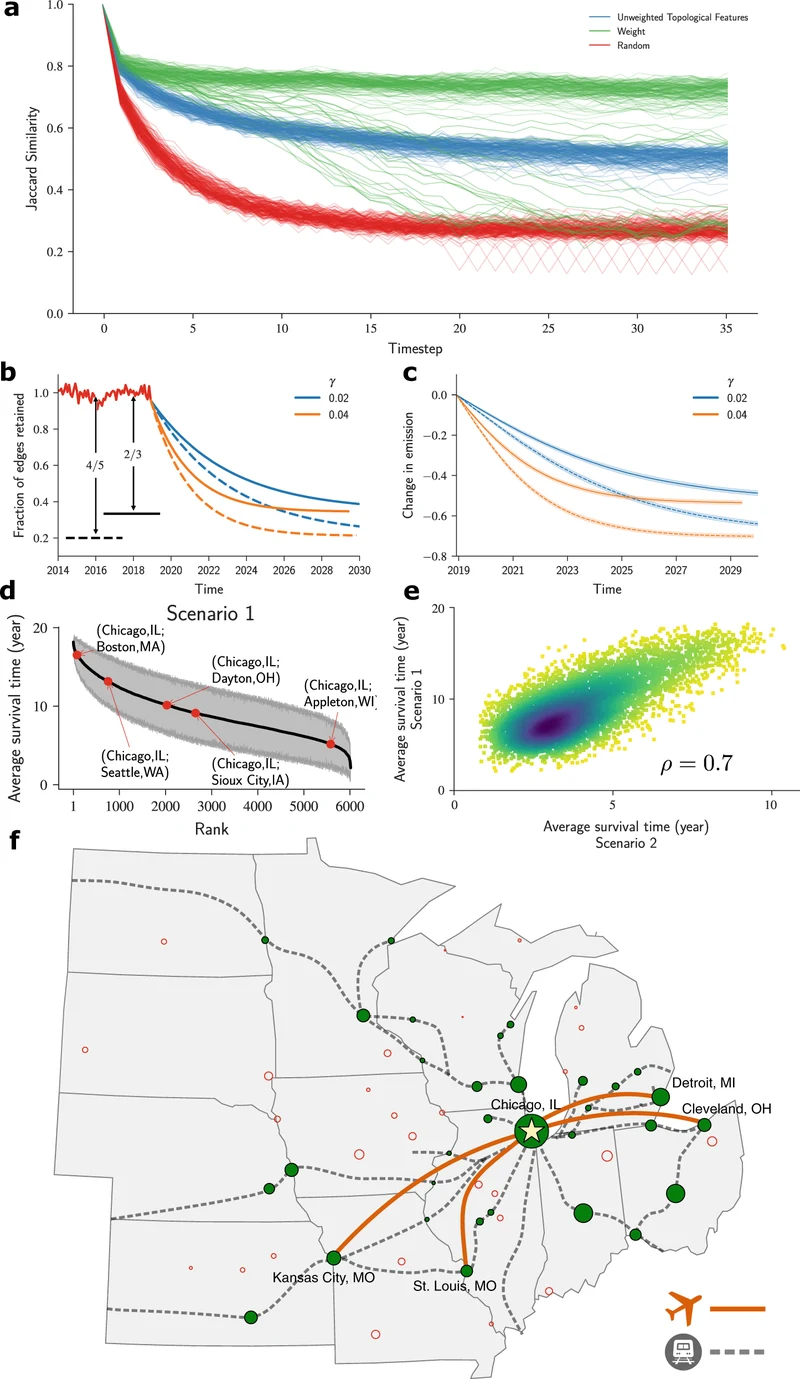 a
1.0
0.8
0.6
0.4
0.2
0.0
Jaccard Similarity
Unweighted Topological Features
Weight
Random
0
5
10
15
20
25
30
35
Timestep
b
1.0
0.8
0.6
0.4
0.2
Fraction of edges retained
4/5
2/3
γ
0.02
0.04
2014
2016
2018
2020
2022
2024
2026
2028
2030
Time
c
0.0
−0.2
−0.4
−0.6
−0.8
Change in emission
γ
0.02
0.04
2019
2021
2023
2025
2027
2029
Time
d
Scenario 1
20
10
0
Average survival time (year)
(Chicago,IL;
Boston,MA)
(Chicago,IL;
Dayton,OH)
(Chicago,IL;
Appleton,WI)
(Chicago,IL;
Seattle,WA)
(Chicago,IL;
Sioux City,IA)
1
1000
2000
3000
4000
5000
6000
Rank
e
20
10
0
Average survival time (year)
Scenario 1
ρ = 0.7
0
5
10
Average survival time (year)
Scenario 2
f
Detroit, MI
Chicago, IL
Cleveland, OH
Kansas City, MO
St. Louis, MO